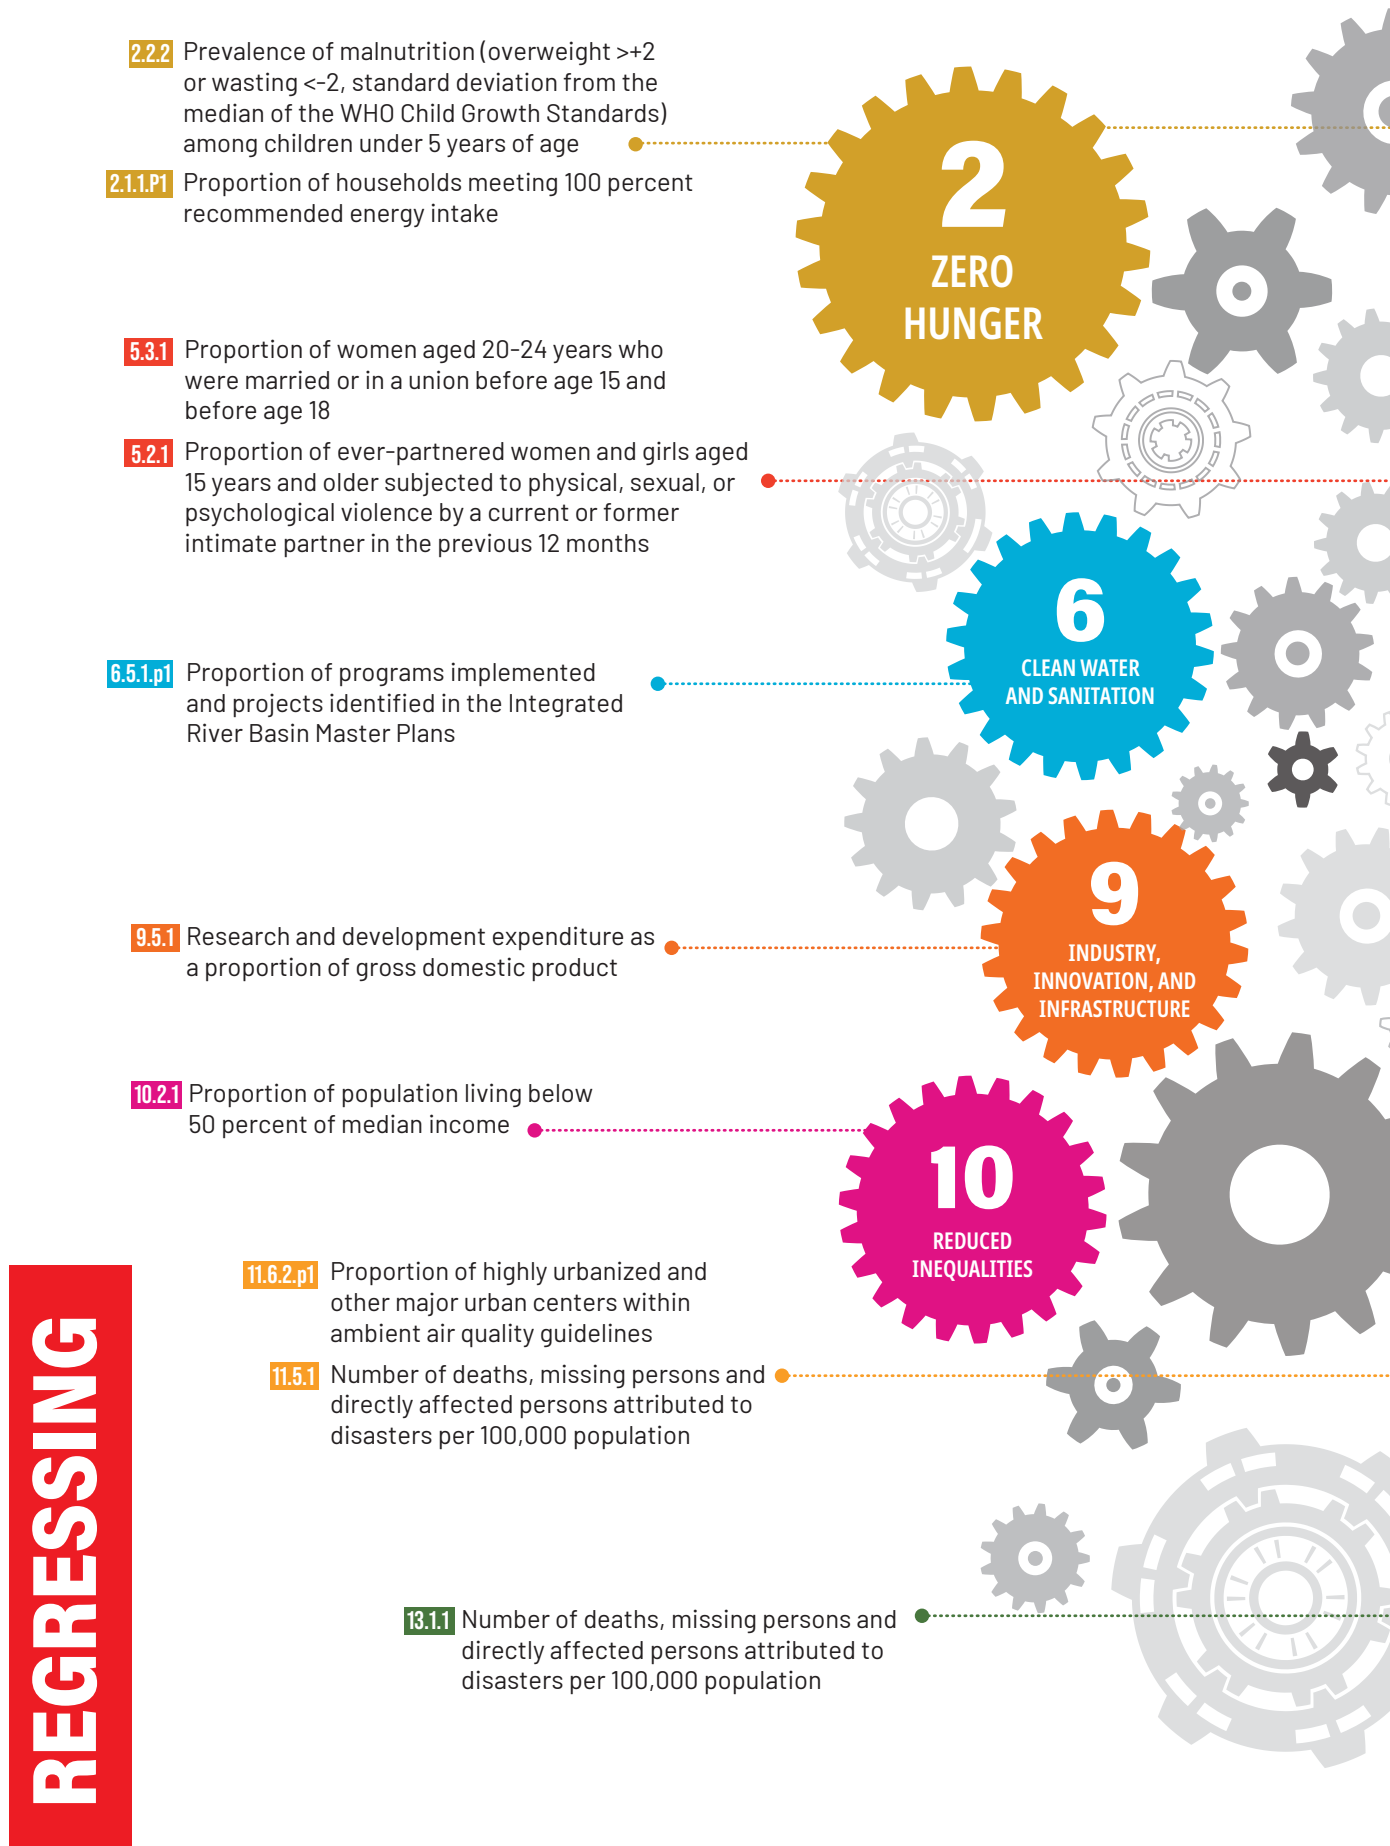 2.2.2 Prevalence of malnutrition (overweight >+2
or wasting <-2, standard deviation from the
median of the WHO Child Growth Standards)
among children under 5 years of age
2.1.1.P1 Proportion of households meeting 100 percent
recommended energy intake
2
ZERO
HUNGER
5.3.1 Proportion of women aged 20-24 years who
were married or in a union before age 15 and
before age 18
5.2.1 Proportion of ever-partnered women and girls aged
15 years and older subjected to physical, sexual, or
psychological violence by a current or former
intimate partner in the previous 12 months
6
CLEAN WATER
AND SANITATION
6.5.1.p1 Proportion of programs implemented
and projects identified in the Integrated
River Basin Master Plans
9
INDUSTRY,
INNOVATION, AND
INFRASTRUCTURE
9.5.1 Research and development expenditure as
a proportion of gross domestic product
10.2.1 Proportion of population living below
50 percent of median income
10
REDUCED
INEQUALITIES
11.6.2.p1 Proportion of highly urbanized and
other major urban centers within
ambient air quality guidelines
11.5.1 Number of deaths, missing persons and
directly affected persons attributed to
disasters per 100,000 population
13.1.1 Number of deaths, missing persons and
directly affected persons attributed to
disasters per 100,000 population
REGRESSING